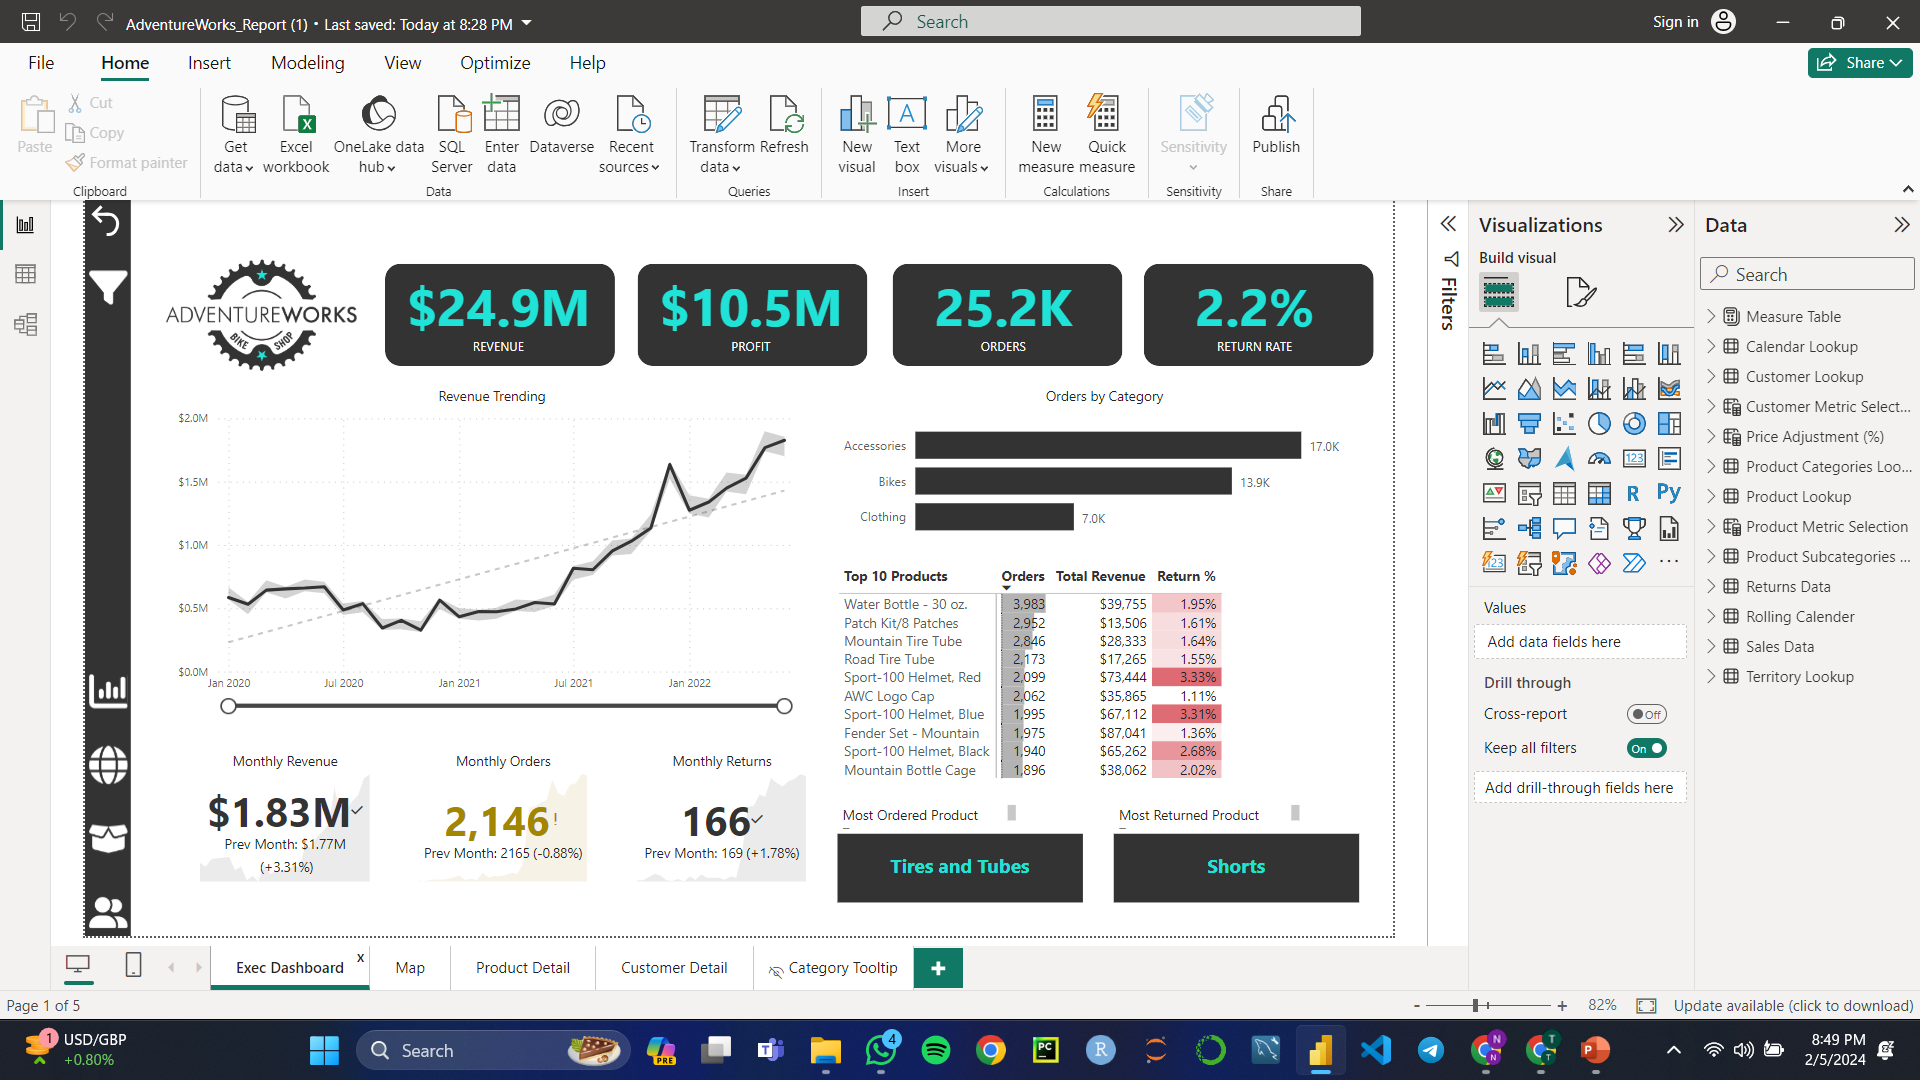 AdventureWorks_Report (1) • Last saved: Today at 8:28 PM
Search
Sign in
File
Home
Insert
Modeling
View
Optimize
Help
Share
Paste
Cut
Copy
Format painter
Clipboard
Get data
Excel workbook
OneLake data hub
SQL Server
Enter data
Dataverse
Recent sources
Data
Transform data
Refresh
Queries
New visual
Text box
More visuals
Insert
New measure
Quick measure
Calculations
Sensitivity
Sensitivity
Publish
Share
ADVENTUREWORKS
BIKE SHOP
$24.9M
REVENUE
$10.5M
PROFIT
25.2K
ORDERS
2.2%
RETURN RATE
Revenue Trending
$2.0M
$1.5M
$1.0M
$0.5M
$0.0M
Jan 2020
Jul 2020
Jan 2021
Jul 2021
Jan 2022
Orders by Category
Accessories 17.0K
Bikes 13.9K
Clothing 7.0K
Top 10 Products Orders Total Revenue Return %
Water Bottle - 30 oz. 3,983 $39,755 1.95%
Patch Kit/8 Patches 2,952 $13,506 1.61%
Mountain Tire Tube 2,846 $28,333 1.64%
Road Tire Tube 2,173 $17,265 1.55%
Sport-100 Helmet, Red 2,099 $73,444 3.33%
AWC Logo Cap 2,062 $35,865 1.11%
Sport-100 Helmet, Blue 1,995 $67,112 3.31%
Fender Set - Mountain 1,975 $87,041 1.36%
Sport-100 Helmet, Black 1,940 $65,262 2.68%
Mountain Bottle Cage 1,896 $38,062 2.02%
Monthly Revenue
$1.83M
Prev Month: $1.77M
(+3.31%)
Monthly Orders
2,146!
Prev Month: 2165 (-0.88%)
Monthly Returns
166
Prev Month: 169 (+1.78%)
Most Ordered Product
Tires and Tubes
Most Returned Product
Shorts
Filters
Visualizations
Build visual
123
R
Py
123
Values
Add data fields here
Drill through
Cross-report
Off
Keep all filters
On
Add drill-through fields here
Data
Search
Measure Table
Calendar Lookup
Customer Lookup
Customer Metric Select...
Price Adjustment (%)
Product Categories Loo...
Product Lookup
Product Metric Selection
Product Subcategories ...
Returns Data
Rolling Calender
Sales Data
Territory Lookup
Exec Dashboard
x
Map
Product Detail
Customer Detail
Category Tooltip
+
Page 1 of 5
- + 82%
Update available (click to download)
1
USD/GBP
+0.80%
Search
PRE
4
PC
R
N
N
T
T
P
8:49 PM
2/5/2024